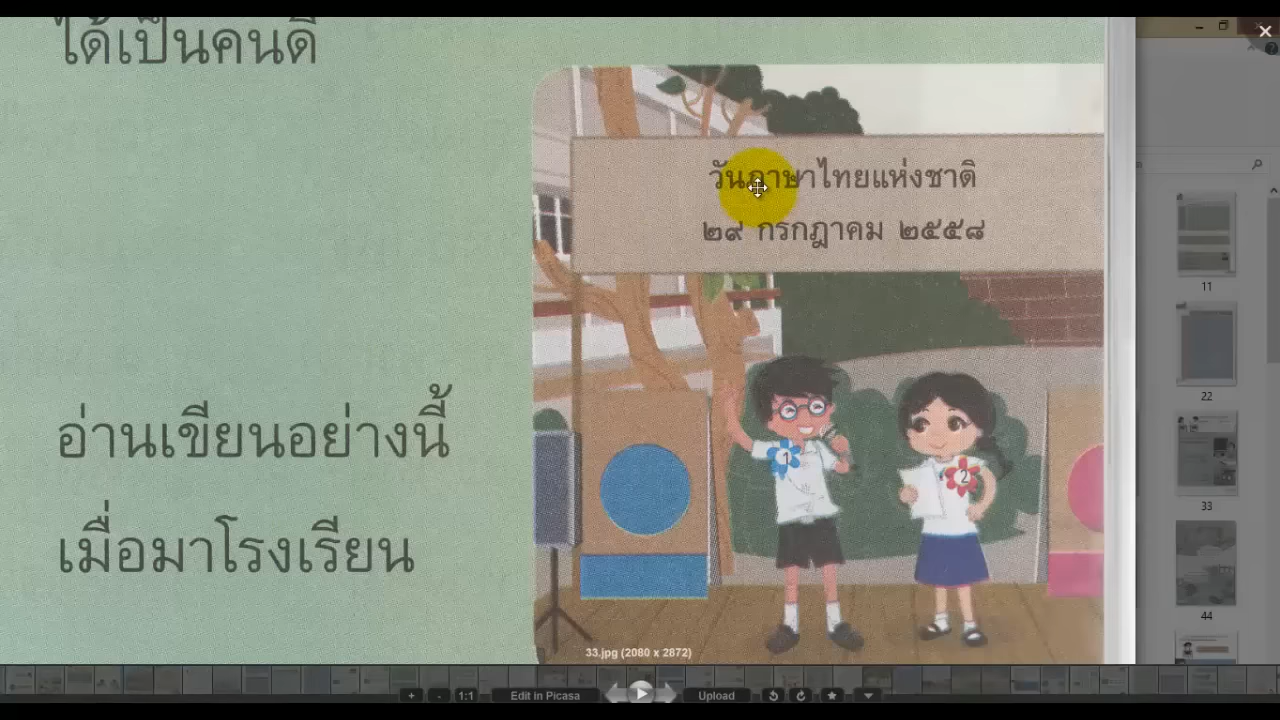 ได้เป็นคนดี
วันภาษาไทยแห่งชาติ
๒๙ กรกฎาคม ๒๕๕๘
1
2
อ่านเขียนอย่างนี้
เมื่อมาโรงเรียน
11
22
33
44
33.jpg (2080 x 2872)
+ - 1:1 Edit in Picasa Upload